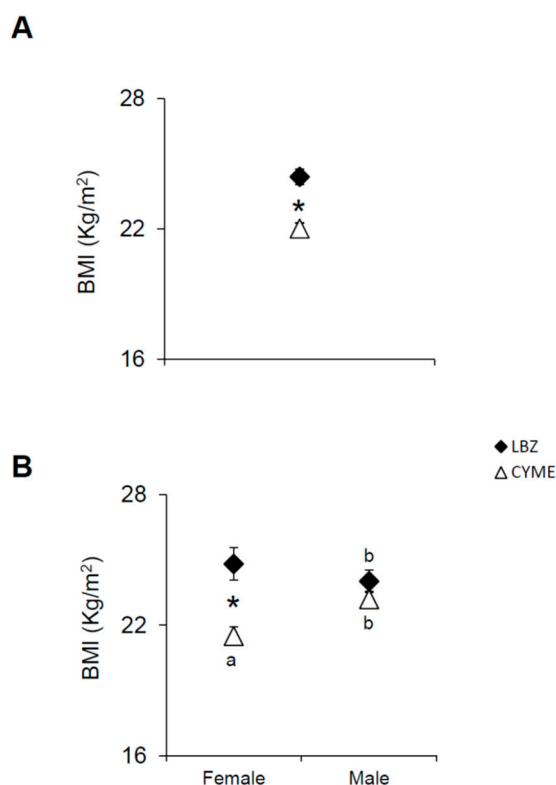 A
28
BMI (Kg/m²)
*
22
16
LBZ
CYME
B
28
b
BMI (Kg/m²)
*
22
b
a
16
Female Male